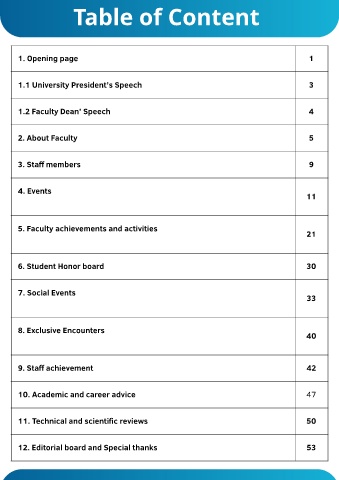 Table of Content
1. Opening page 1
1.1 University President's Speech 3
1.2 Faculty Dean' Speech 4
2. About Faculty 5
3. Staff members 9
4. Events 11
5. Faculty achievements and activities 21
6. Student Honor board 30
7. Social Events 33
8. Exclusive Encounters 40
9. Staff achievement 42
10. Academic and career advice 47
11. Technical and scientific reviews 50
12. Editorial board and Special thanks 53